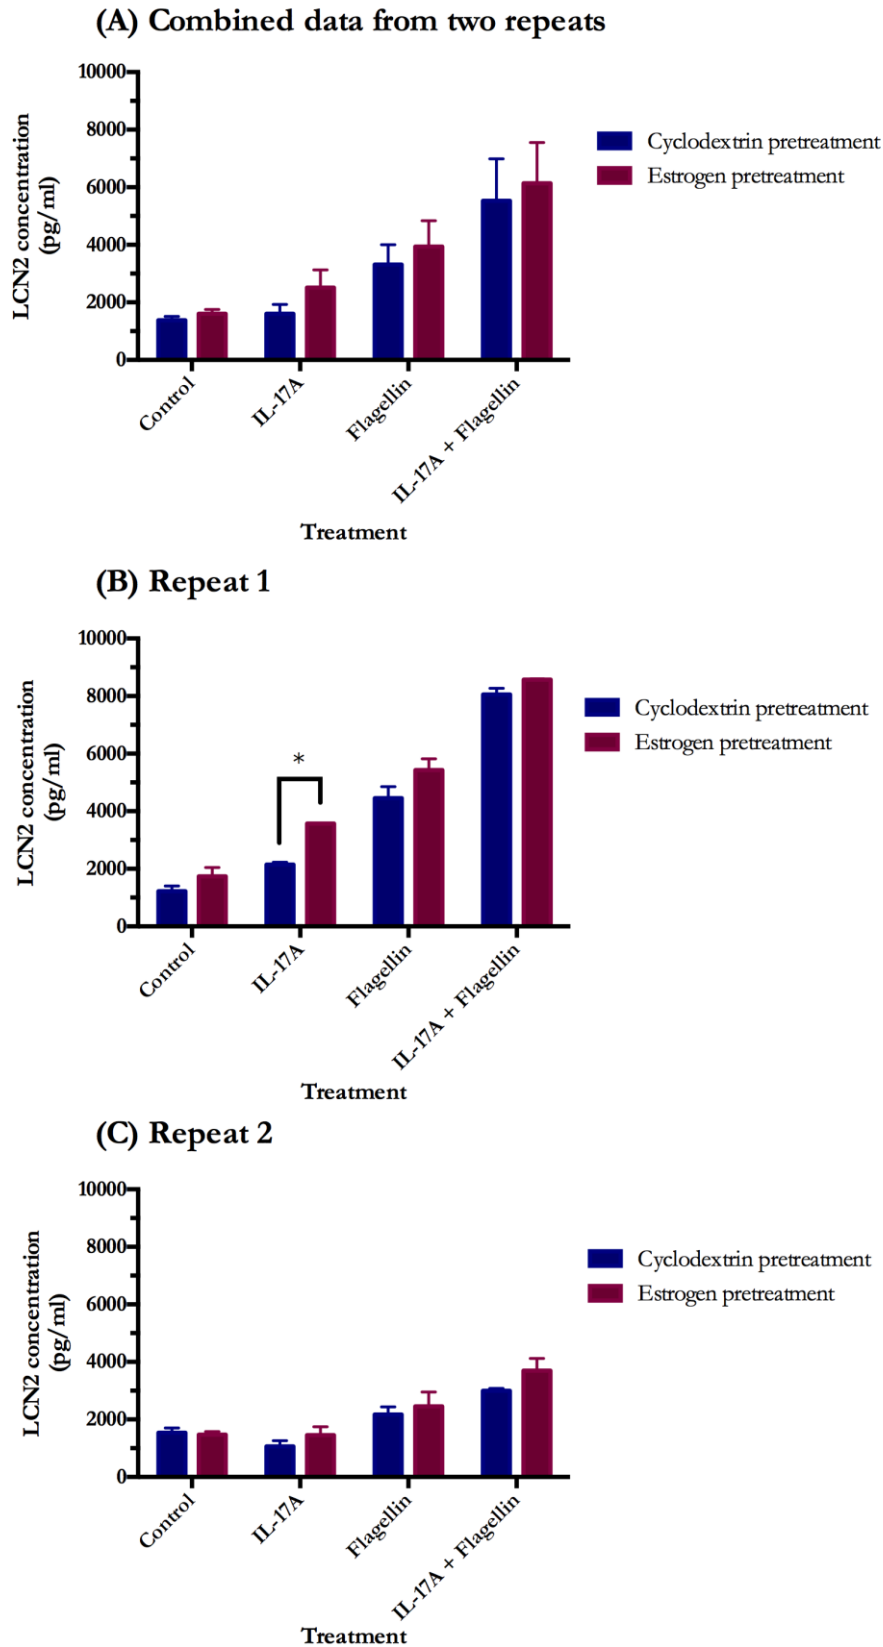 (A) Combined data from two repeats
10000
8000
6000
4000
2000
0
LCN2 concentration
(pg/ml)
Cyclodextrin pretreatment
Estrogen pretreatment
Control
IL-17A
Flagellin
IL-17A + Flagellin
Treatment
(B) Repeat 1
10000
8000
6000
4000
2000
0
LCN2 concentration
(pg/ml)
*
Cyclodextrin pretreatment
Estrogen pretreatment
Control
IL-17A
Flagellin
IL-17A + Flagellin
Treatment
(C) Repeat 2
10000
8000
6000
4000
2000
0
LCN2 concentration
(pg/ml)
Cyclodextrin pretreatment
Estrogen pretreatment
Control
IL-17A
Flagellin
IL-17A + Flagellin
Treatment